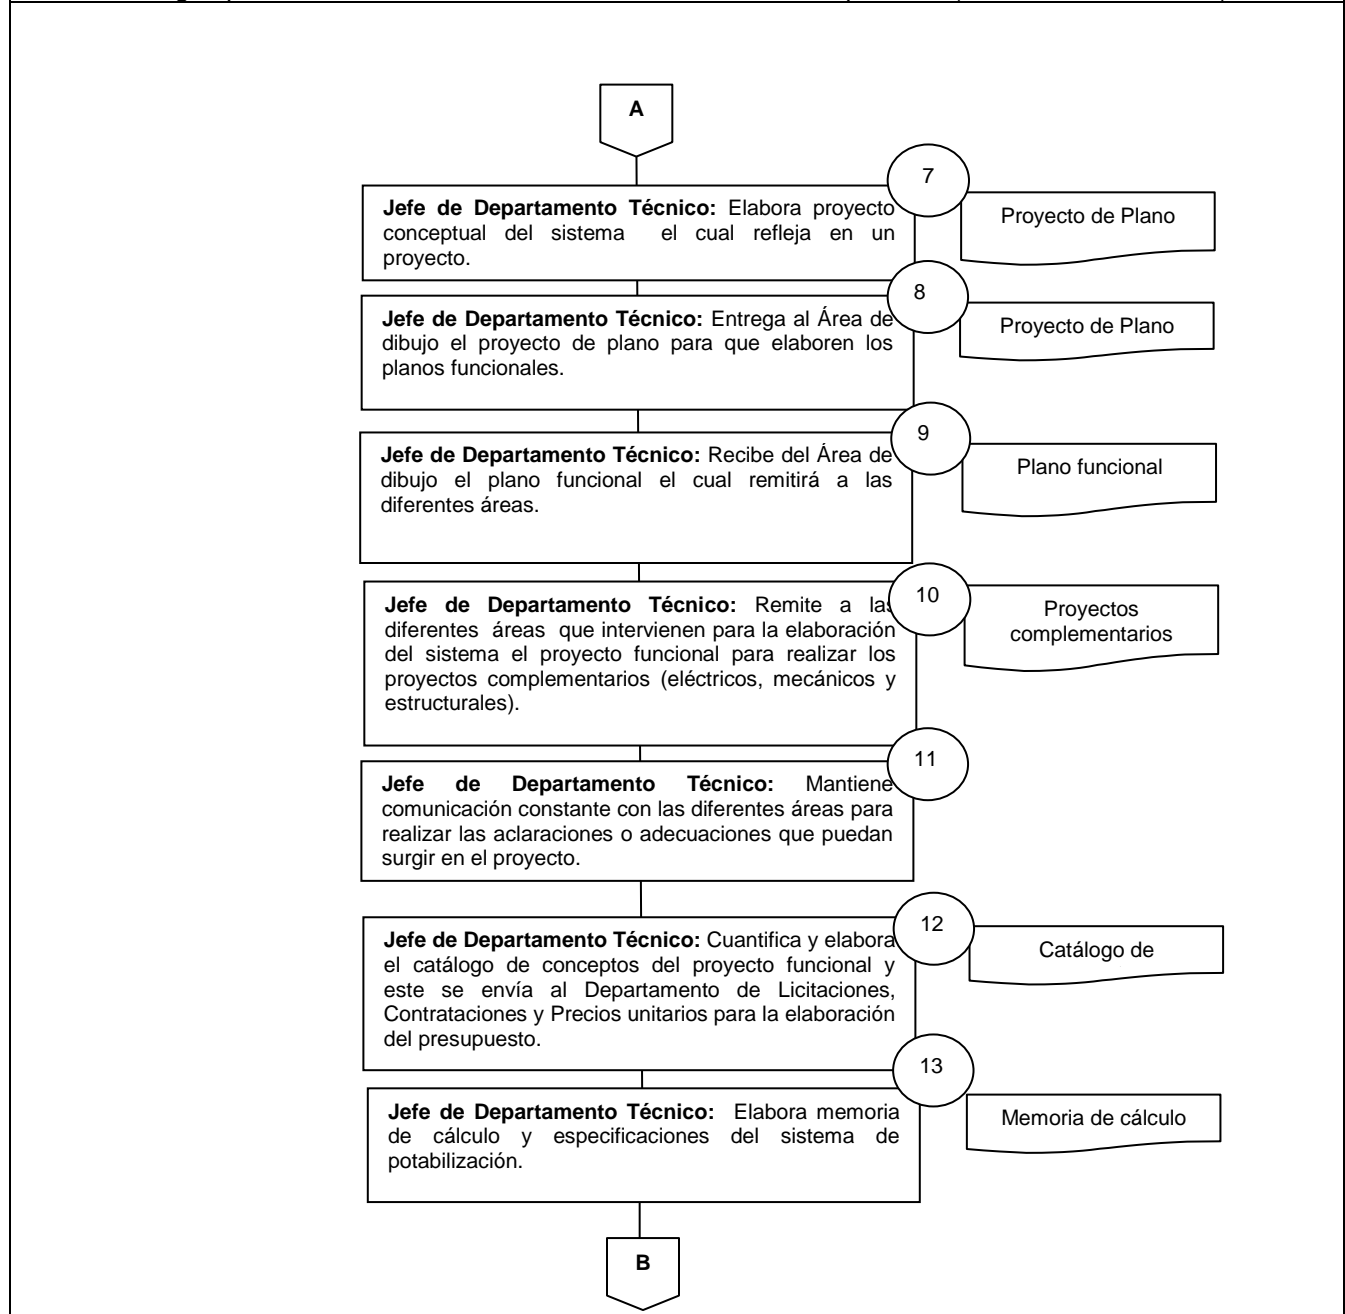 A
7
Jefe de Departamento Técnico: Elabora proyecto
conceptual del sistema el cual refleja en un
proyecto.
Proyecto de Plano
8
Jefe de Departamento Técnico: Entrega al Área de
dibujo el proyecto de plano para que elaboren los
planos funcionales.
Proyecto de Plano
9
Jefe de Departamento Técnico: Recibe del Área de
dibujo el plano funcional el cual remitirá a las
diferentes áreas.
Plano funcional
10
Jefe de Departamento Técnico: Remite a las
diferentes áreas que intervienen para la elaboración
del sistema el proyecto funcional para realizar los
proyectos complementarios (eléctricos, mecánicos y
estructurales).
Proyectos
complementarios
11
Jefe de Departamento Técnico: Mantiene
comunicación constante con las diferentes áreas para
realizar las aclaraciones o adecuaciones que puedan
surgir en el proyecto.
12
Jefe de Departamento Técnico: Cuantifica y elabora
el catálogo de conceptos del proyecto funcional y
este se envía al Departamento de Licitaciones,
Contrataciones y Precios unitarios para la elaboración
del presupuesto.
Catálogo de
13
Jefe de Departamento Técnico: Elabora memoria
de cálculo y especificaciones del sistema de
potabilización.
Memoria de cálculo
B